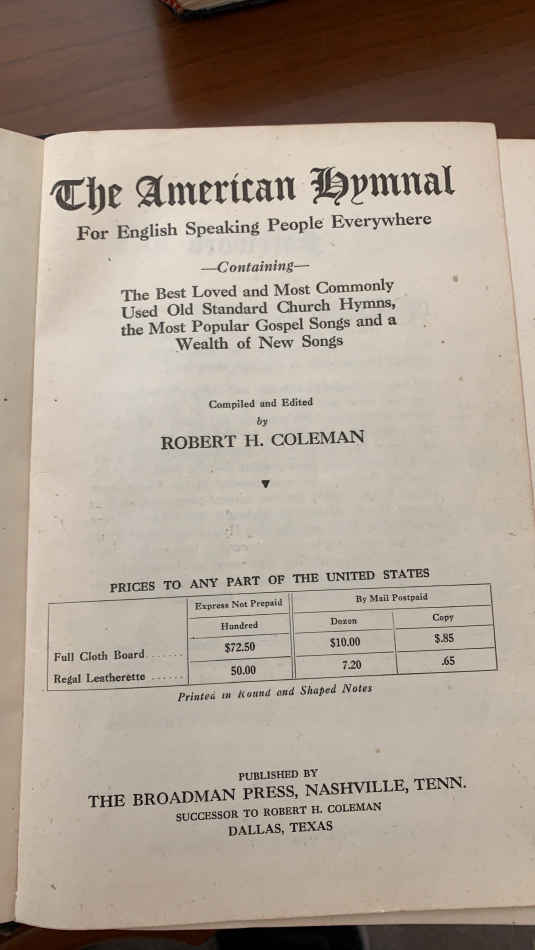 The American Hymnal
For English Speaking People Everywhere
—Containing—
The Best Loved and Most Commonly
Used Old Standard Church Hymns,
the Most Popular Gospel Songs and a
Wealth of New Songs
Compiled and Edited
by
ROBERT H. COLEMAN
PRICES TO ANY PART OF THE UNITED STATES
Express Not Prepaid By Mail Postpaid
Hundred Dozen Copy
Full Cloth Board....... $72.50 $10.00 $.85
Regal Leatherette ...... 50.00 7.20 .65
Printed in Round and Shaped Notes
PUBLISHED BY
THE BROADMAN PRESS, NASHVILLE, TENN.
SUCCESSOR TO ROBERT H. COLEMAN
DALLAS, TEXAS